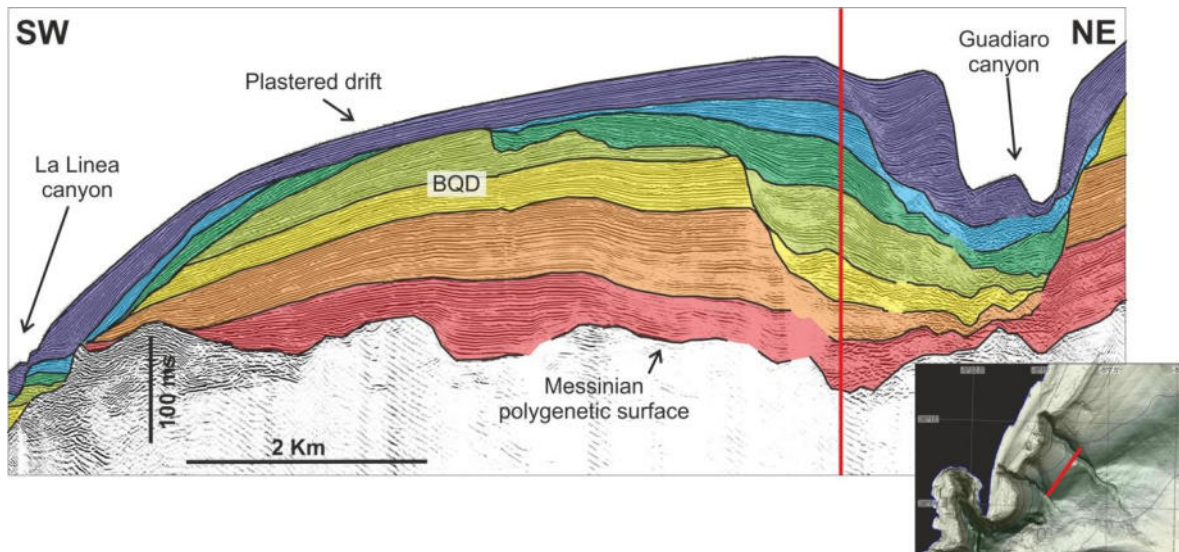 SW
NE
Plastered drift
Guadiaro
canyon
La Linea
canyon
BQD
100 ms
Messinian
polygenetic surface
2 Km